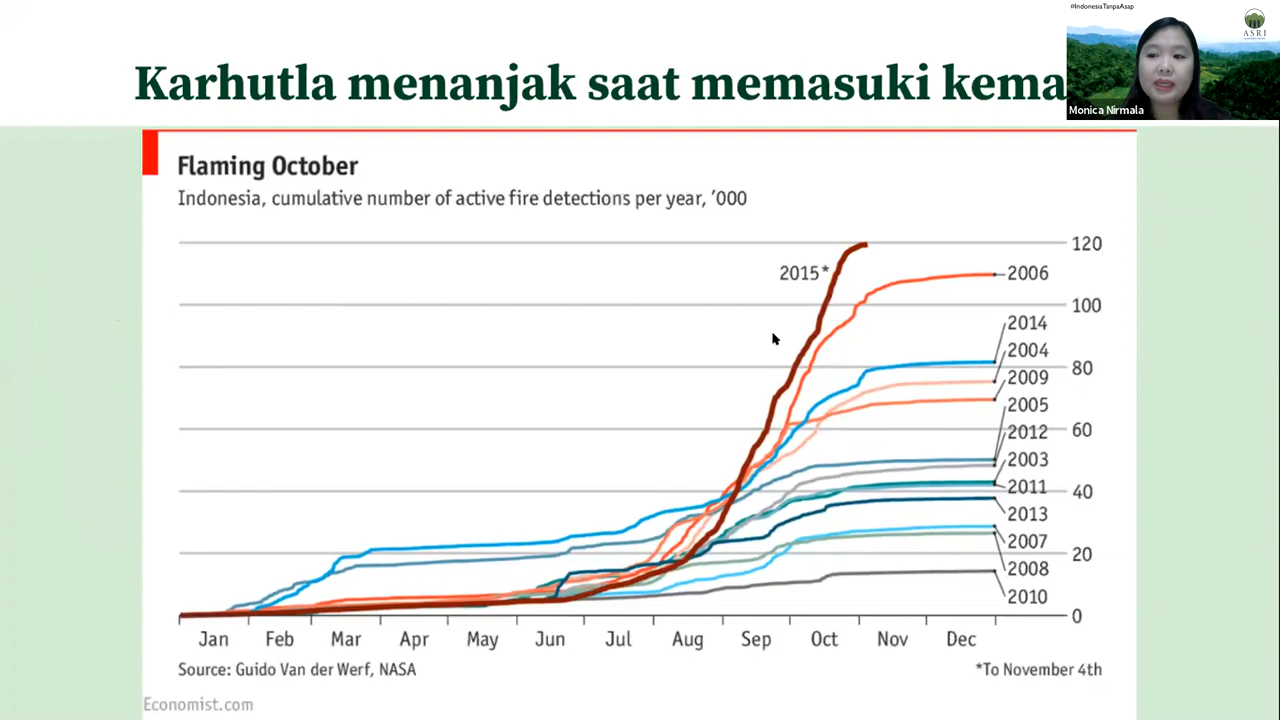 #IndonesiaTanpaAsap
ASRI
Monica Nirmala
Karhutla menanjak saat memasuki kema
Flaming October
Indonesia, cumulative number of active fire detections per year, ’000
120
2015*
2006
100
2014
2004
80
2009
2005
60
2012
2003
2011
40
2013
2007
20
2008
2010
0
Jan Feb Mar Apr May Jun Jul Aug Sep Oct Nov Dec
Source: Guido Van der Werf, NASA
*To November 4th
Economist.com